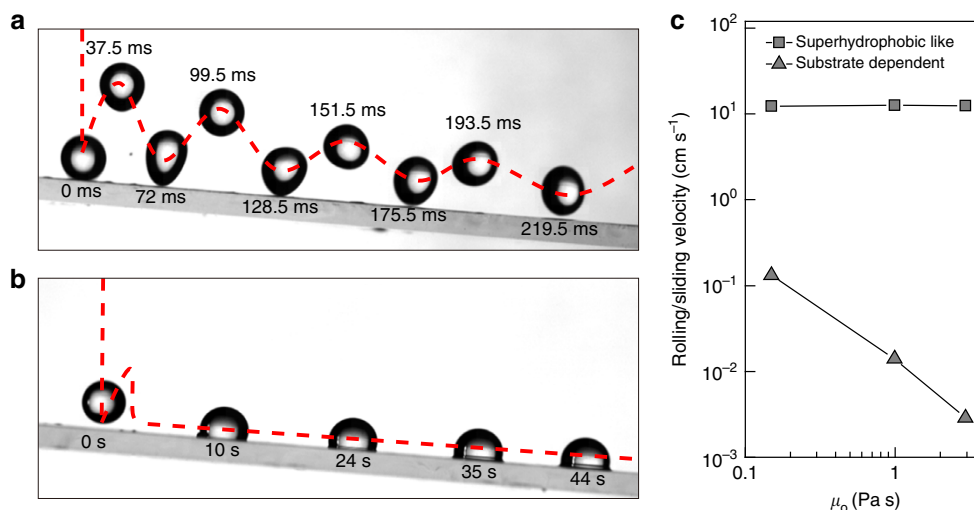 a
37.5 ms
99.5 ms
151.5 ms
193.5 ms
0 ms
72 ms
128.5 ms
175.5 ms
219.5 ms
b
0 s
10 s
24 s
35 s
44 s
c
Superhydrophobic like
Substrate dependent
Rolling/sliding velocity (cm s⁻¹)
10²
10¹
10⁰
10⁻¹
10⁻²
10⁻³
0.1
1
μₒ (Pa s)